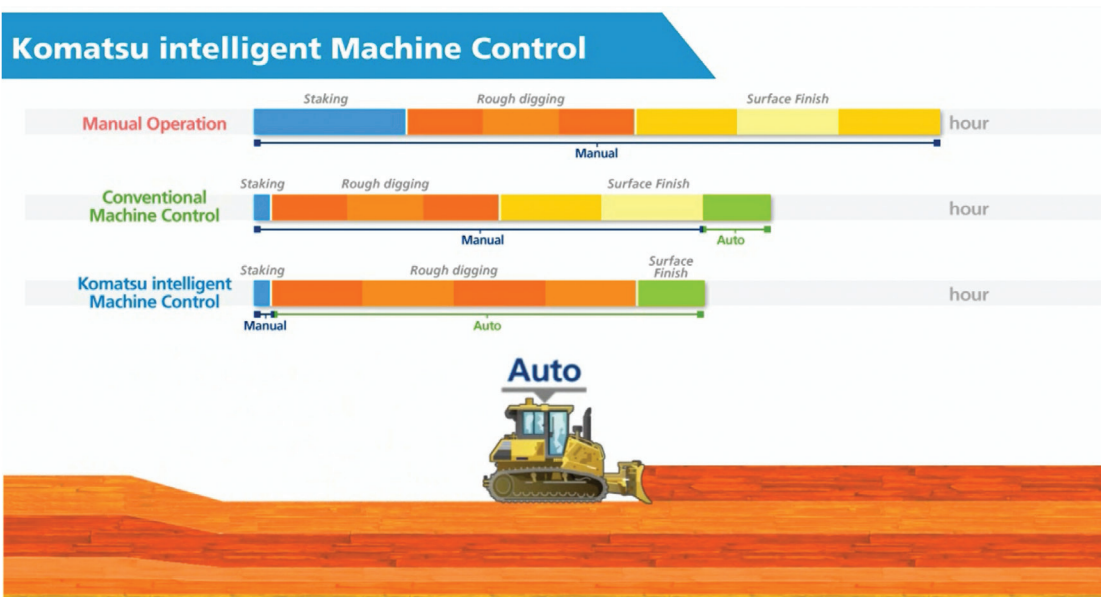 Komatsu intelligent Machine Control
Staking Rough digging Surface Finish
Manual Operation hour
Manual
Staking Rough digging Surface Finish
Conventional
Machine Control
hour
Manual Auto
Staking Rough digging Surface
Finish
Komatsu intelligent
Machine Control
hour
Manual Auto
Auto